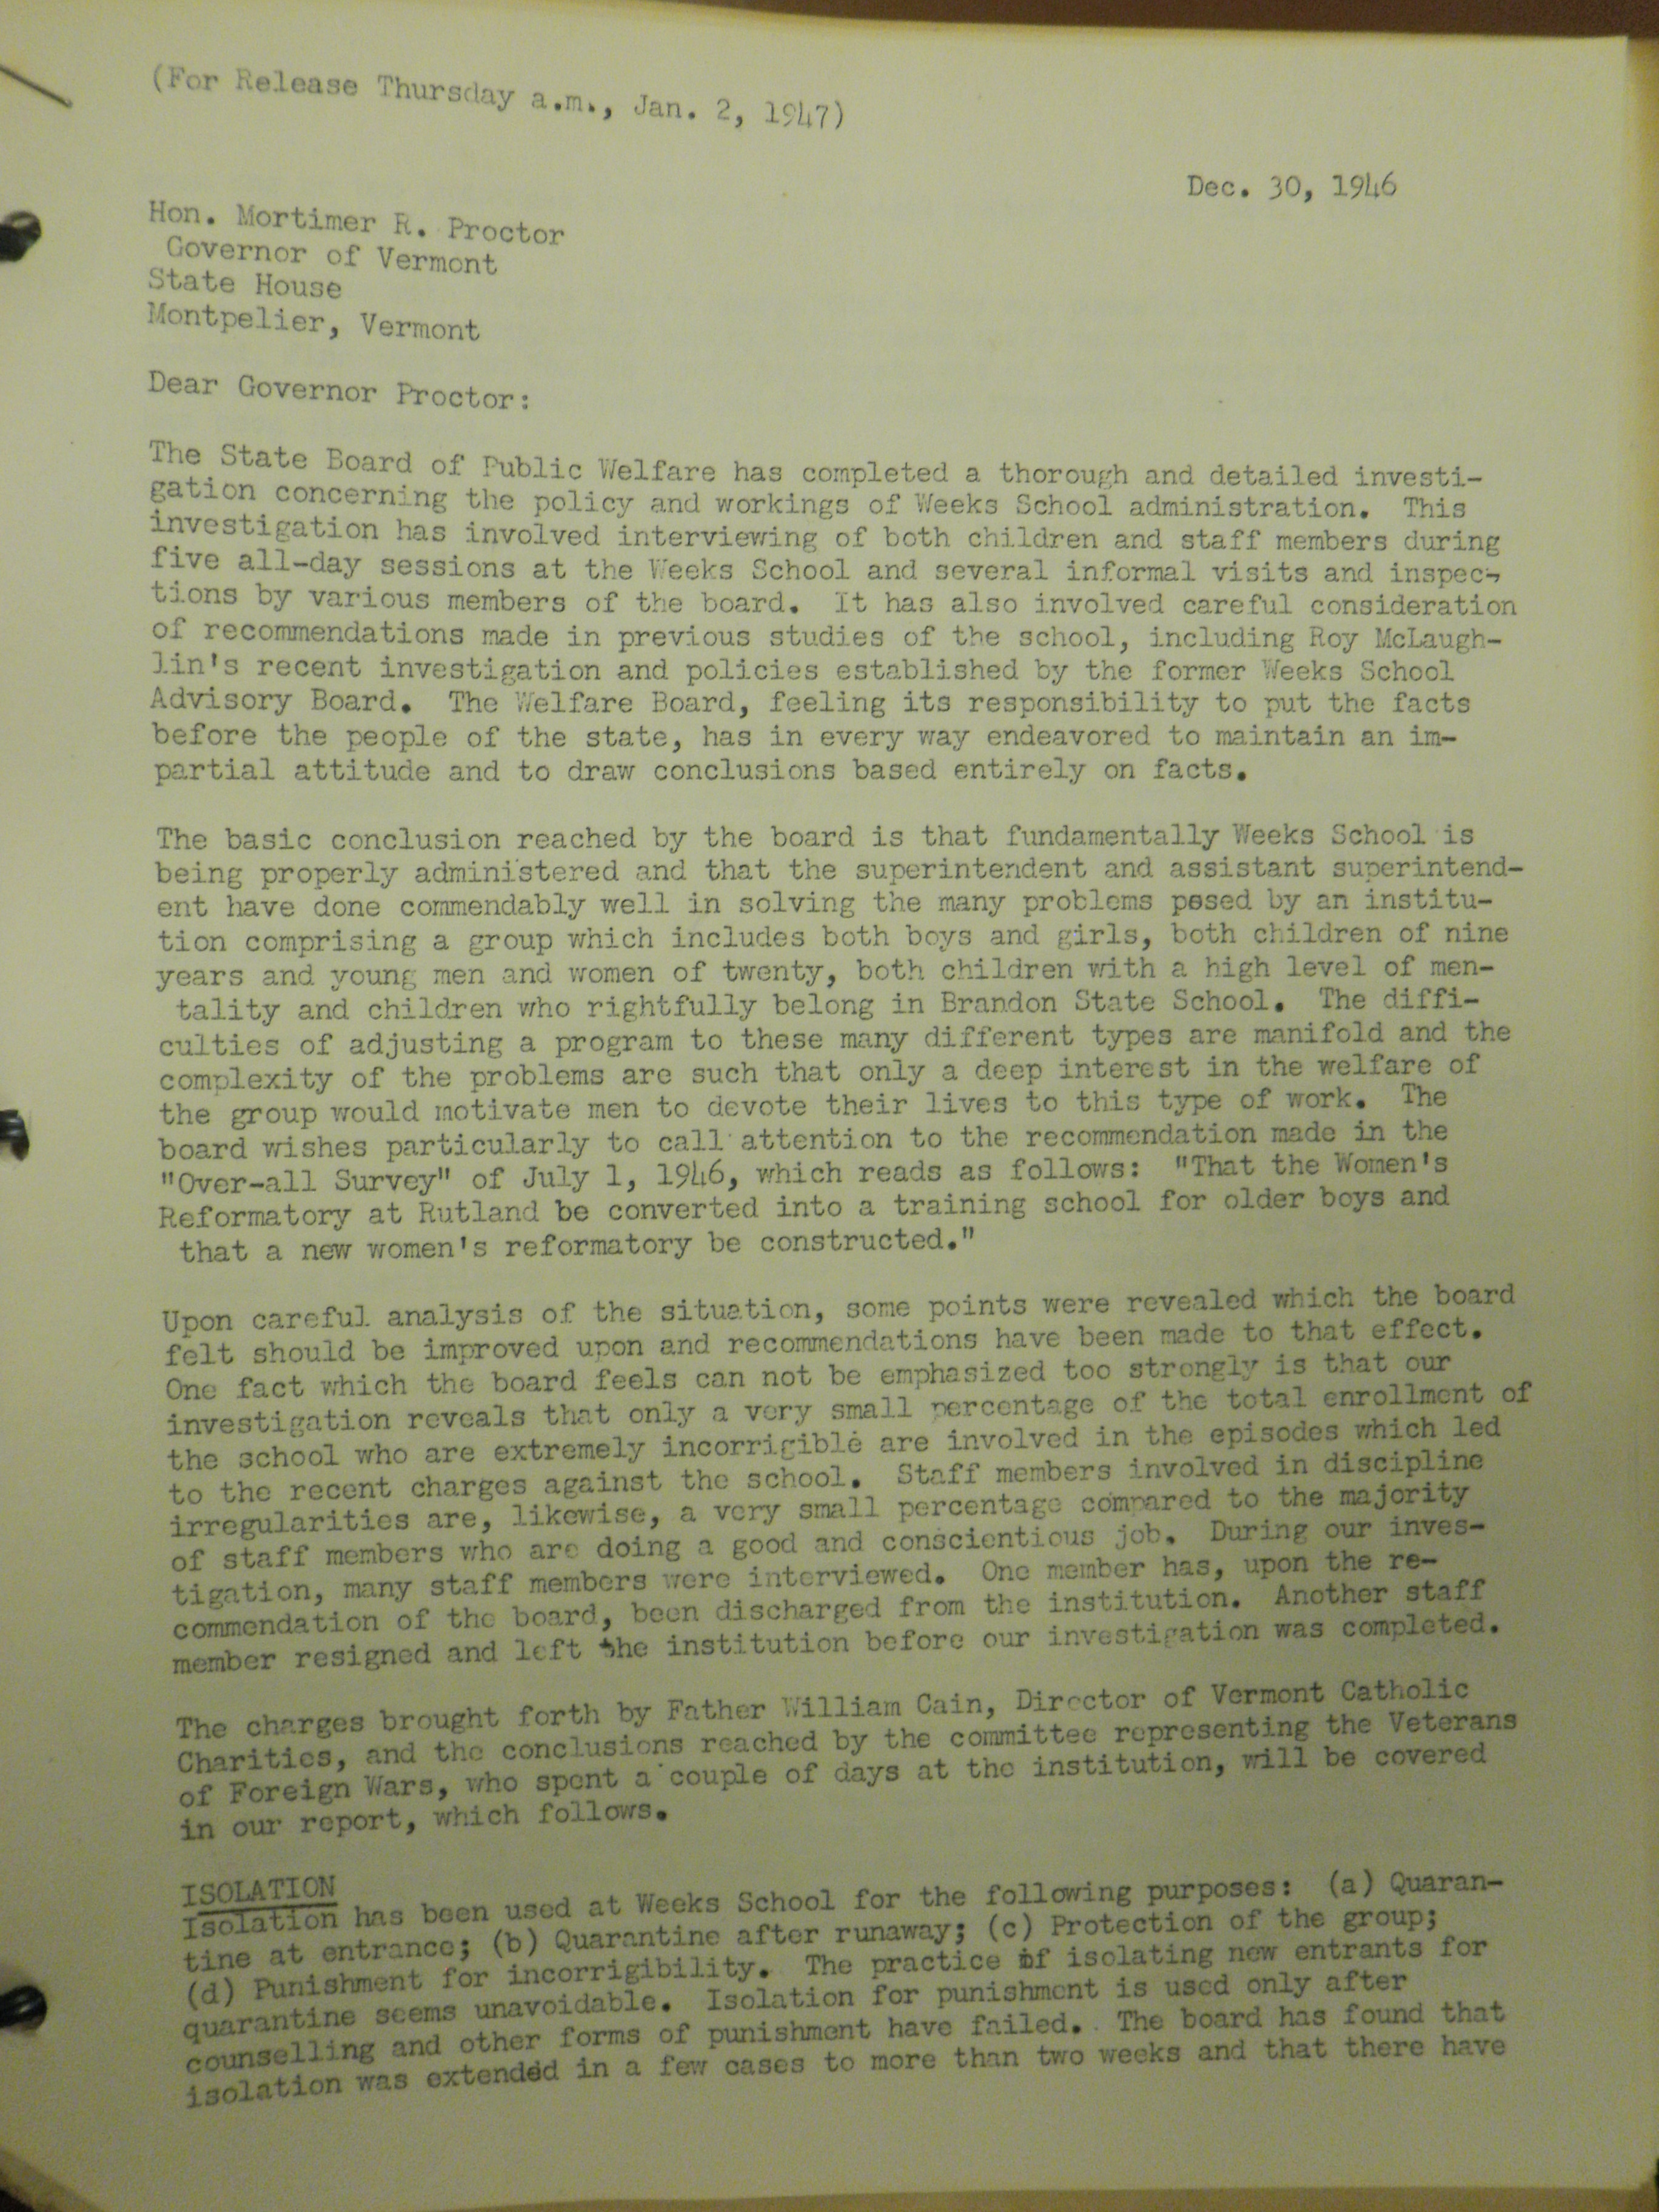 (For Release Thursday a.m., Jan. 2, 1947)
Dec. 30, 1946
Hon. Mortimer R. Proctor
Governor of Vermont
State House
Montpelier, Vermont
Dear Governor Proctor:
The State Board of Public Welfare has completed a thorough and detailed investi-
gation concerning the policy and workings of Weeks School administration. This
investigation has involved interviewing of both children and staff members during
five all-day sessions at the Weeks School and several informal visits and inspec-
tions by various members of the board. It has also involved careful consideration
of recommendations made in previous studies of the school, including Roy McLaugh-
lin's recent investigation and policies established by the former Weeks School
Advisory Board. The Welfare Board, feeling its responsibility to put the facts
before the people of the state, has in every way endeavored to maintain an im-
partial attitude and to draw conclusions based entirely on facts.
The basic conclusion reached by the board is that fundamentally Weeks School is
being properly administered and that the superintendent and assistant superintend-
ent have done commendably well in solving the many problems posed by an institu-
tion comprising a group which includes both boys and girls, both children of nine
years and young men and women of twenty, both children with a high level of men-
tality and children who rightfully belong in Brandon State School. The diffi-
culties of adjusting a program to these many different types are manifold and the
complexity of the problems are such that only a deep interest in the welfare of
the group would motivate men to devote their lives to this type of work. The
board wishes particularly to call attention to the recommendation made in the
"Over-all Survey" of July 1, 1946, which reads as follows: "That the Women's
Reformatory at Rutland be converted into a training school for older boys and
that a new women's reformatory be constructed."
Upon careful analysis of the situation, some points were revealed which the board
felt should be improved upon and recommendations have been made to that effect.
One fact which the board feels can not be emphasized too strongly is that our
investigation reveals that only a very small percentage of the total enrollment of
the school who are extremely incorrigible are involved in the episodes which led
to the recent charges against the school. Staff members involved in discipline
irregularities are, likewise, a very small percentage compared to the majority
of staff members who are doing a good and conscientious job. During our inves-
tigation, many staff members were interviewed. One member has, upon the re-
commendation of the board, been discharged from the institution. Another staff
member resigned and left the institution before our investigation was completed.
The charges brought forth by Father William Cain, Director of Vermont Catholic
Charities, and the conclusions reached by the committee representing the Veterans
of Foreign Wars, who spent a couple of days at the institution, will be covered
in our report, which follows.
ISOLATION
Isolation has been used at Weeks School for the following purposes: (a) Quaran-
tine at entrance; (b) Quarantine after runaway; (c) Protection of the group;
(d) Punishment for incorrigibility. The practice of isolating new entrants for
quarantine seems unavoidable. Isolation for punishment is used only after
counselling and other forms of punishment have failed. The board has found that
isolation was extended in a few cases to more than two weeks and that there have